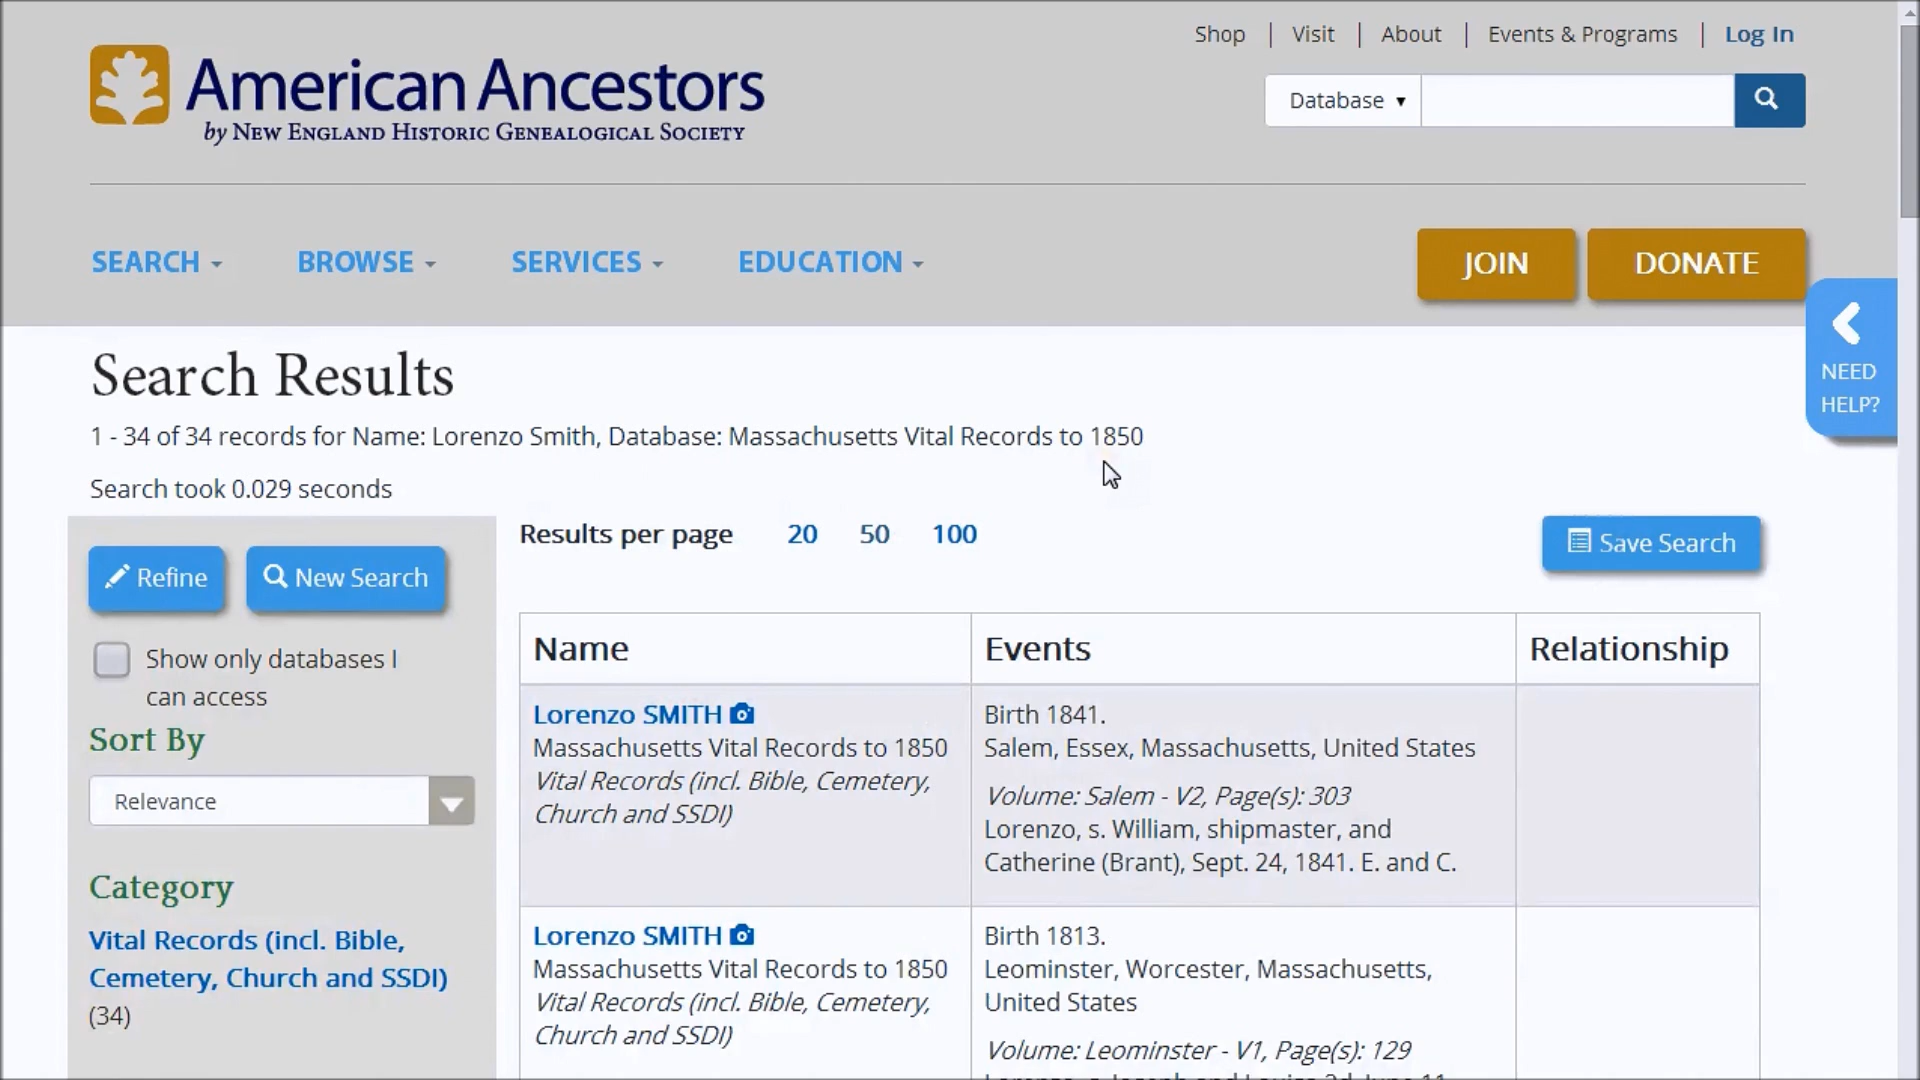 Shop | Visit | About | Events & Programs | Log In
American Ancestors
by NEW ENGLAND HISTORIC GENEALOGICAL SOCIETY
Database
SEARCH BROWSE SERVICES EDUCATION
JOIN DONATE
NEED
HELP?
Search Results
1 - 34 of 34 records for Name: Lorenzo Smith, Database: Massachusetts Vital Records to 1850
Search took 0.029 seconds
Refine New Search
Show only databases I
can access
Sort By
Relevance
Category
Vital Records (incl. Bible,
Cemetery, Church and SSDI)
(34)
Results per page 20 50 100
Save Search
Name Events Relationship
Lorenzo SMITH
Massachusetts Vital Records to 1850
Vital Records (incl. Bible, Cemetery,
Church and SSDI)
Birth 1841.
Salem, Essex, Massachusetts, United States
Volume: Salem - V2, Page(s): 303
Lorenzo, s. William, shipmaster, and
Catherine (Brant), Sept. 24, 1841. E. and C.
Lorenzo SMITH
Massachusetts Vital Records to 1850
Vital Records (incl. Bible, Cemetery,
Church and SSDI)
Birth 1813.
Leominster, Worcester, Massachusetts,
United States
Volume: Leominster - V1, Page(s): 129